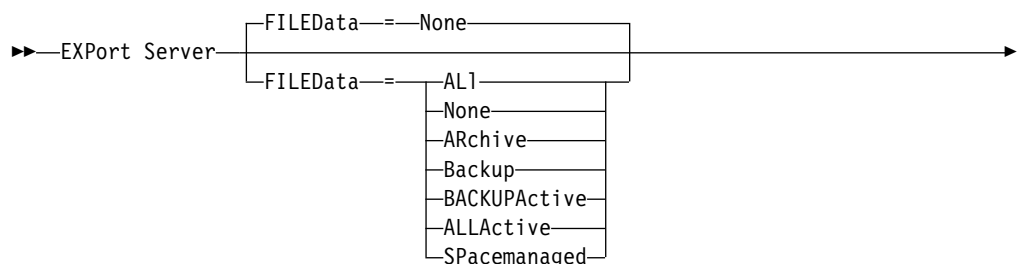 FILEData = None
EXPort Server
FILEData = ALl
None
ARchive
Backup
BACKUPActive
ALLActive
SPacemanaged